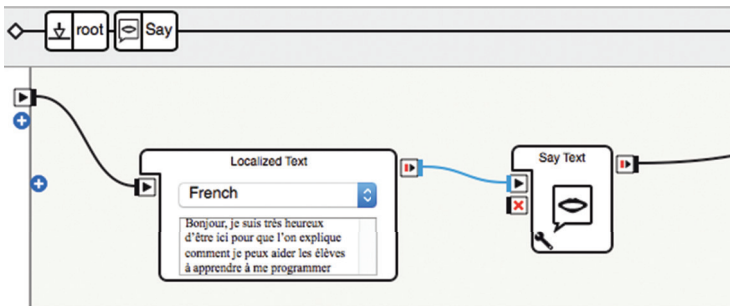 root Say
Localized Text
French
Bonjour, je suis très heureux
d'être ici pour que l'on explique
comment je peux aider les élèves
à apprendre à me programmer
Say Text